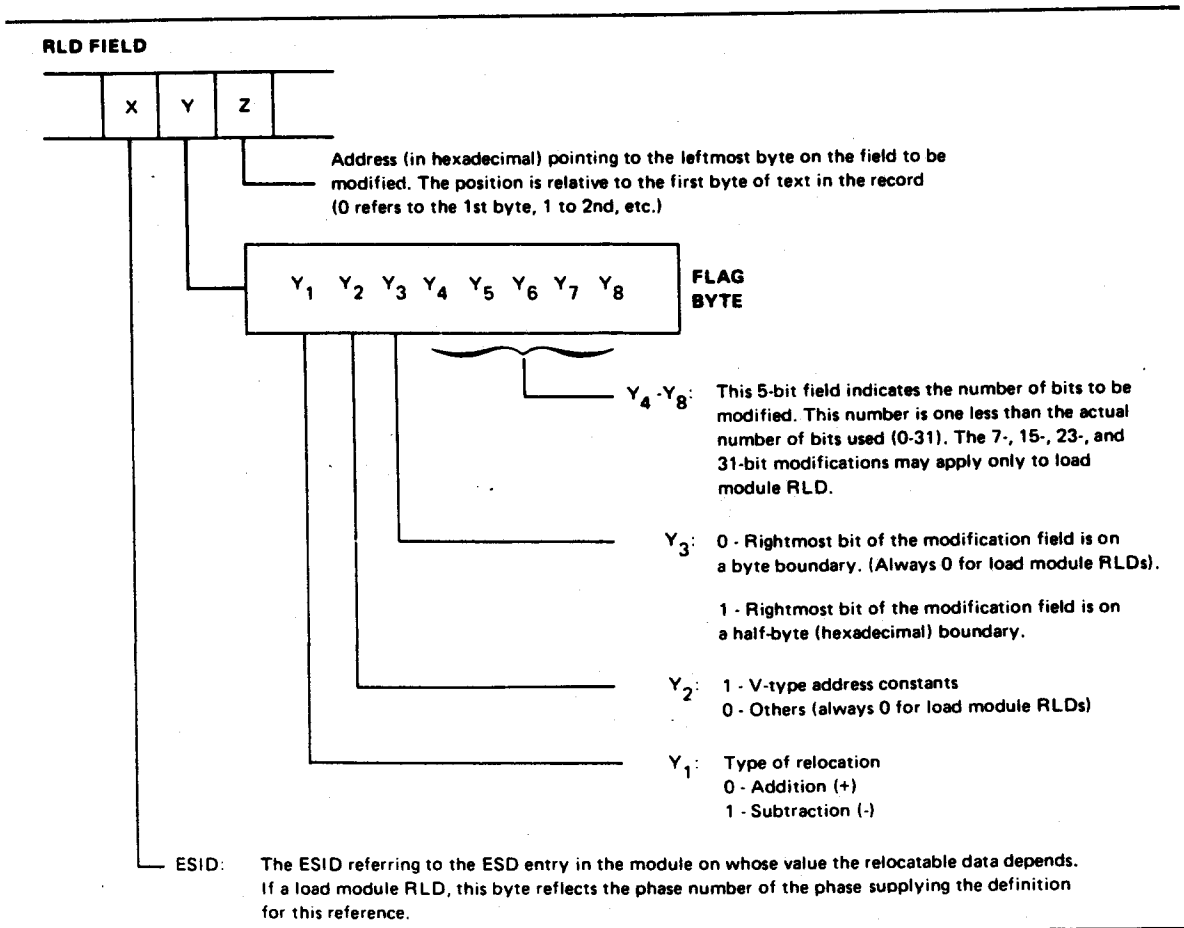 RLD FIELD
X Y Z
Address (in hexadecimal) pointing to the leftmost byte on the field to be
modified. The position is relative to the first byte of text in the record
(0 refers to the 1st byte, 1 to 2nd, etc.)
Y1 Y2 Y3 Y4 Y5 Y6 Y7 Y8
FLAG
BYTE
Y4-Y8: This 5-bit field indicates the number of bits to be
modified. This number is one less than the actual
number of bits used (0-31). The 7-, 15-, 23-, and
31-bit modifications may apply only to load
module RLD.
Y3: 0 - Rightmost bit of the modification field is on
a byte boundary. (Always 0 for load module RLDs).
1 - Rightmost bit of the modification field is on
a half-byte (hexadecimal) boundary.
Y2: 1 - V-type address constants
0 - Others (always 0 for load module RLDs)
Y1: Type of relocation
0 - Addition (+)
1 - Subtraction (-)
ESID: The ESID referring to the ESD entry in the module on whose value the relocatable data depends.
If a load module RLD, this byte reflects the phase number of the phase supplying the definition
for this reference.